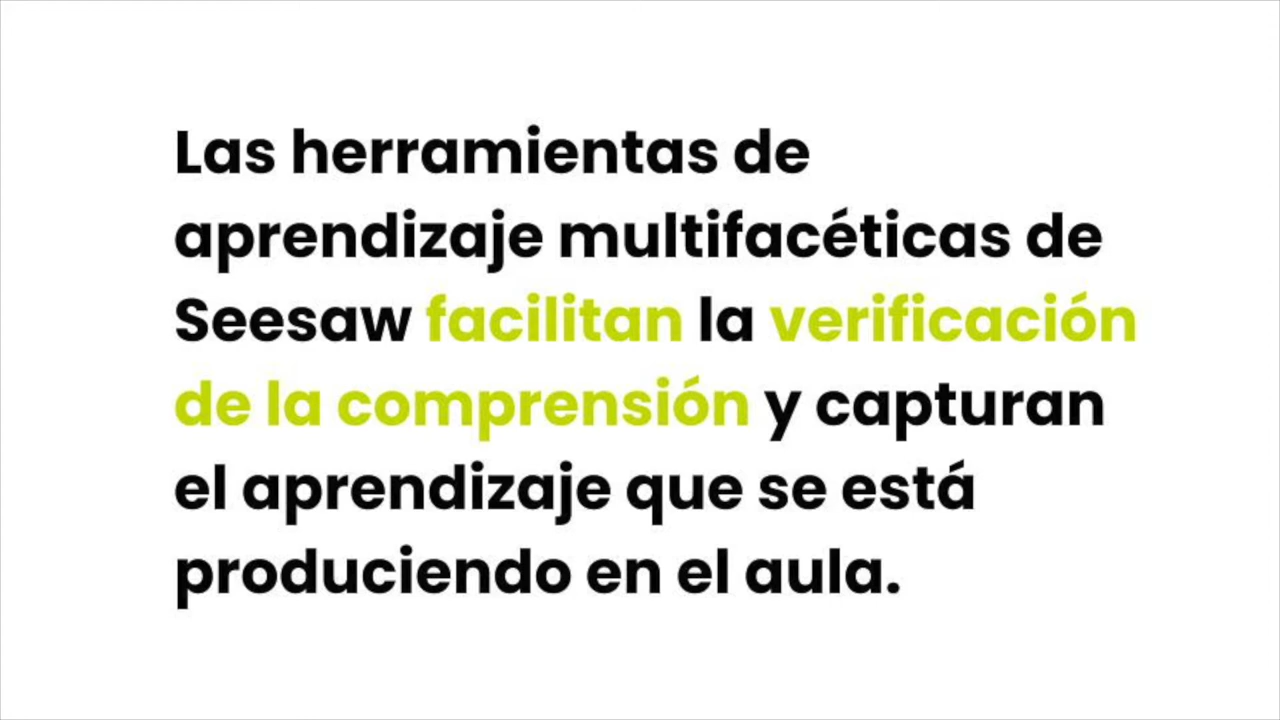 Las herramientas de
aprendizaje multifacéticas de
Seesaw facilitan la verificación
de la comprensión y capturan
el aprendizaje que se está
produciendo en el aula.